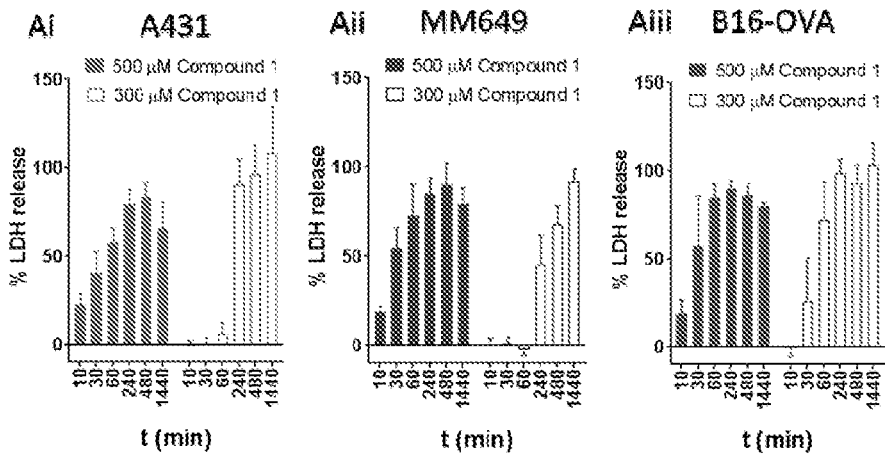 Ai A431
500 μM Compound 1
300 μM Compound 1
% LDH release
150
100
50
0
10 30 60 240 480 1440 10 30 60 240 480 1440
t (min)
Aii MM649
500 μM Compound 1
300 μM Compound 1
% LDH release
150
100
50
0
10 30 60 240 480 1440 10 30 60 240 480 1440
t (min)
Aiii B16-OVA
500 μM Compound 1
300 μM Compound 1
% LDH release
150
100
50
0
10 30 60 240 480 1440 10 30 60 240 480 1440
t (min)